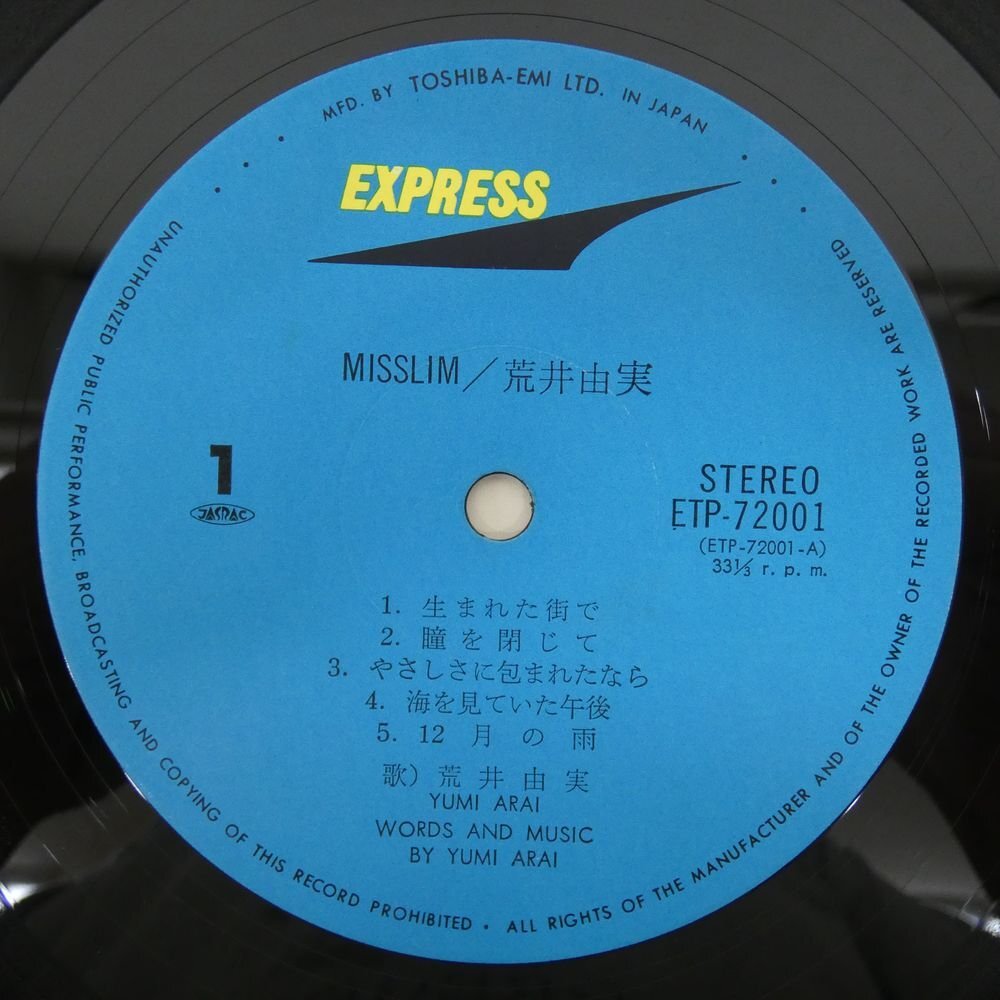 MFD. BY TOSHIBA-EMI LTD. IN JAPAN
EXPRESS
MISSLIM／荒井由実
1
JASRAC
STEREO
ETP-72001
(ETP-72001-A)
33⅓ r. p. m.
1. 生まれた街で
2. 瞳を閉じて
3. やさしさに包まれたなら
4. 海を見ていた午後
5. 12月の雨
歌) 荒井由実
YUMI ARAI
WORDS AND MUSIC
BY YUMI ARAI
UNAUTHORIZED PUBLIC PERFORMANCE, BROADCASTING AND COPYING OF THIS RECORD PROHIBITED • ALL RIGHTS OF THE MANUFACTURER AND OF THE OWNER OF THE RECORDED WORK ARE RESERVED